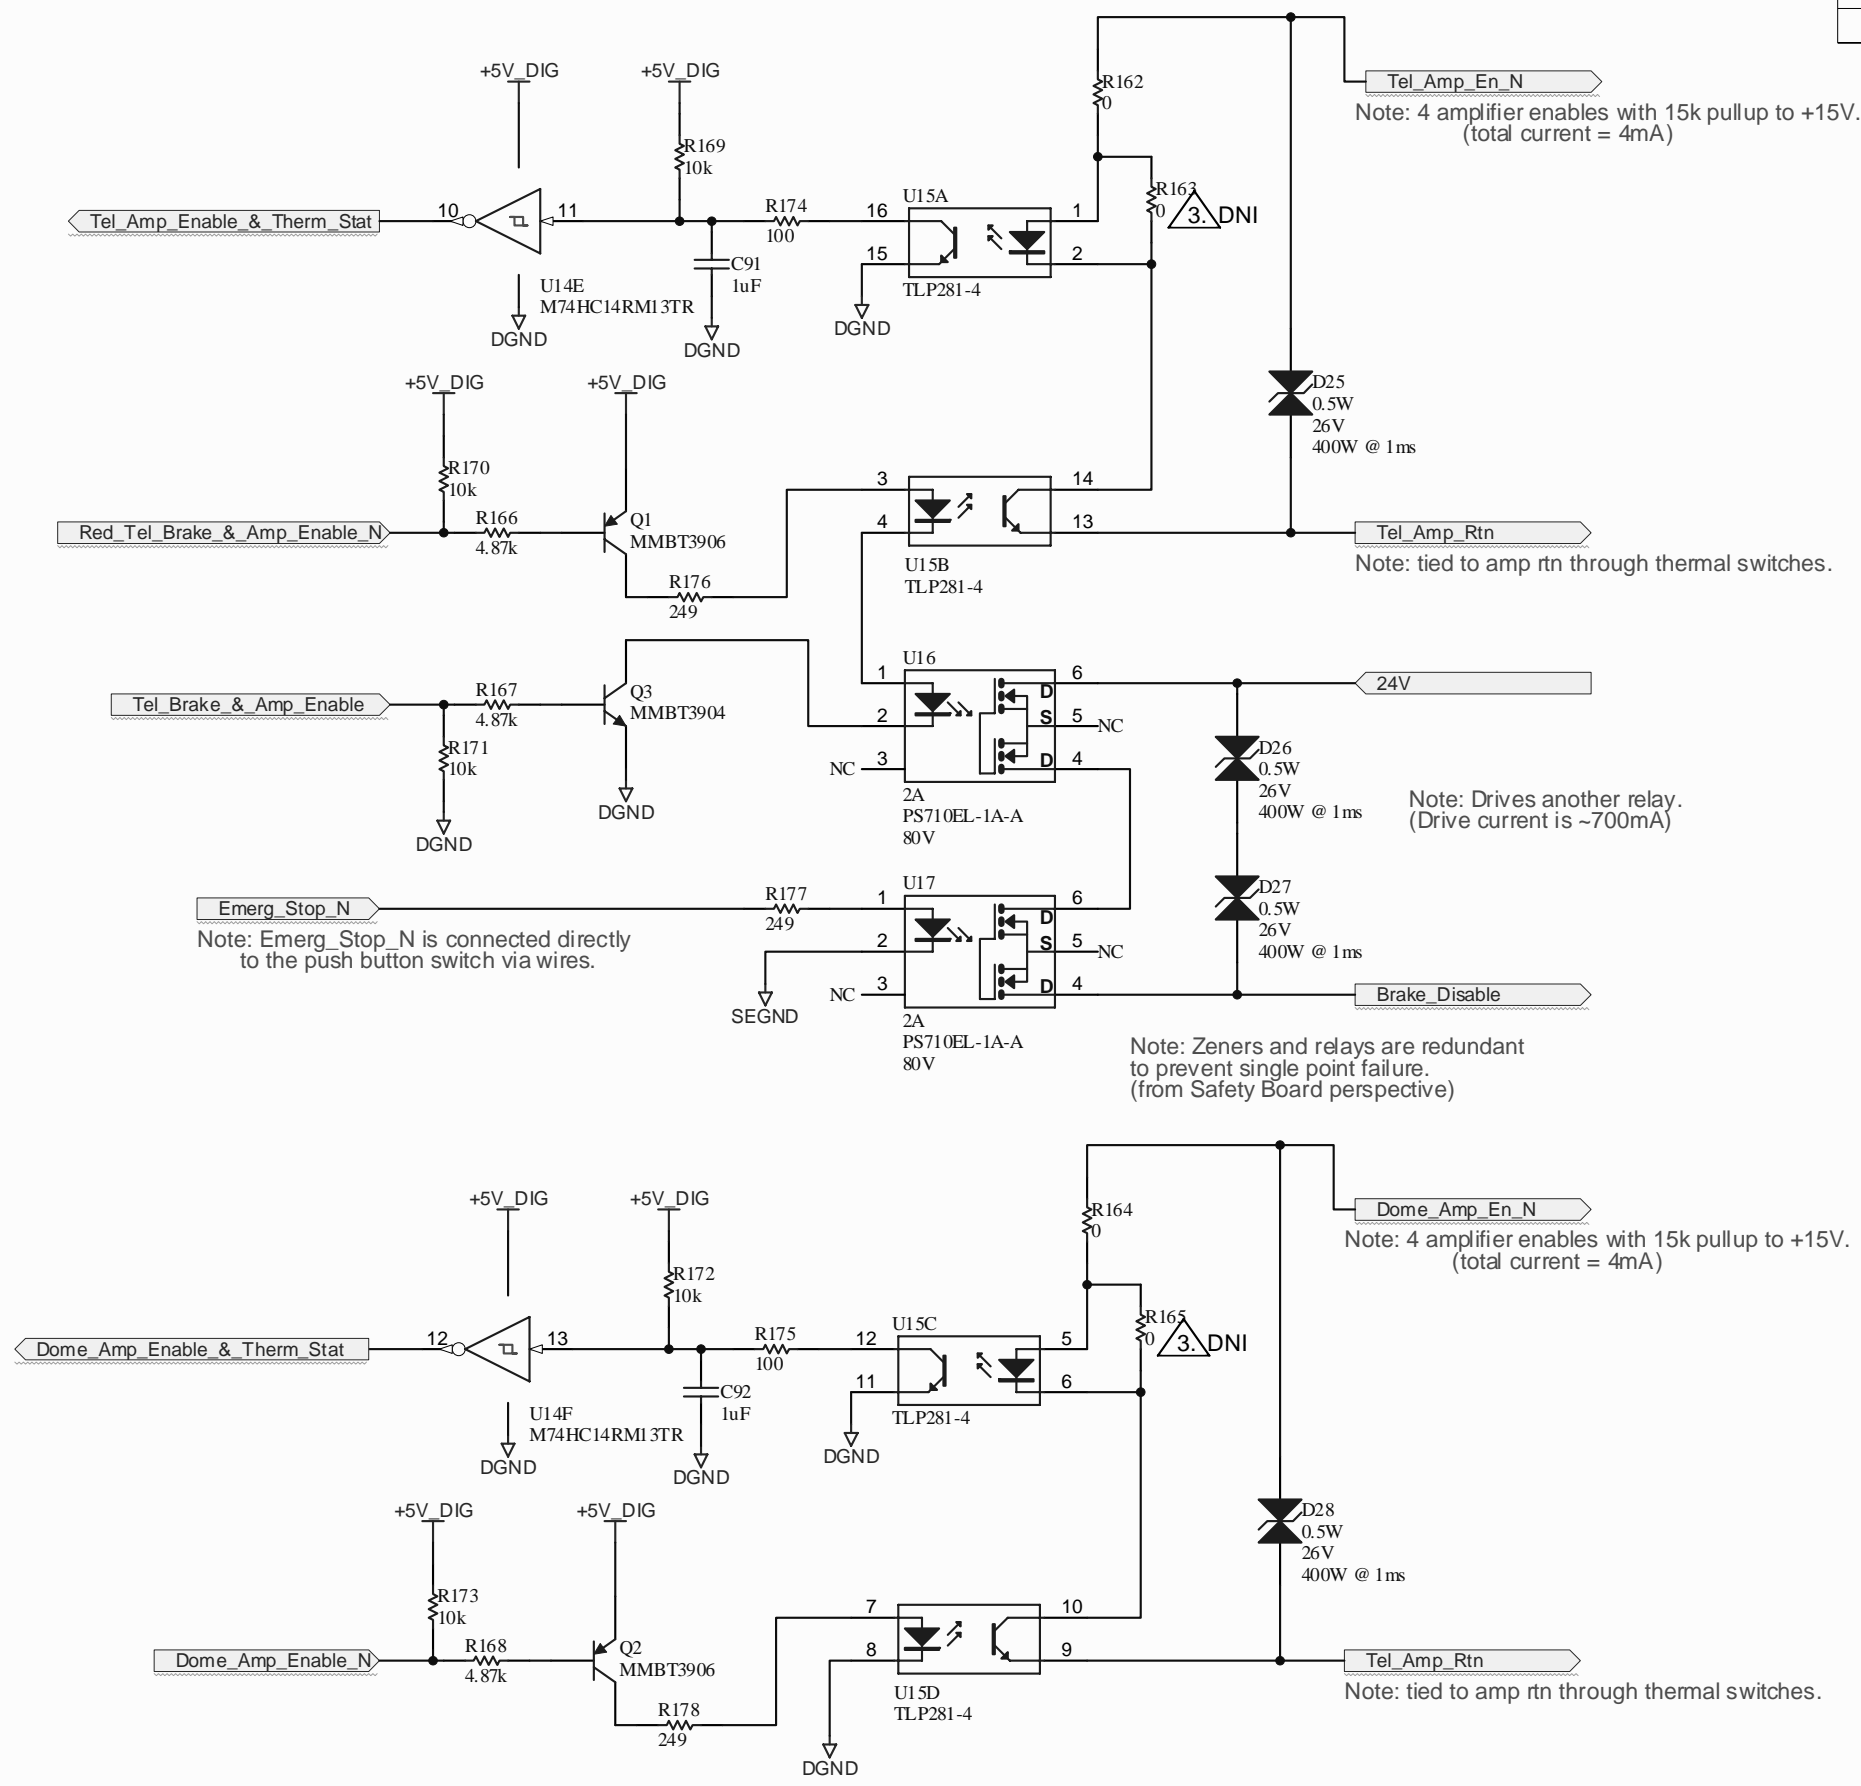 +5V_DIG
+5V_DIG
R162
0
Tel_Amp_En_N
Note: 4 amplifier enables with 15k pullup to +15V.
(total current = 4mA)
R169
10k
U15A
R163
0
3. DNI
Tel_Amp_Enable_&_Therm_Stat
10
11
R174
100
16
15
1
2
C91
1uF
TLP281-4
U14E
M74HC14RM13TR
DGND
DGND
DGND
+5V_DIG
+5V_DIG
D25
0.5W
26V
400W @ 1ms
R170
10k
Red_Tel_Brake_&_Amp_Enable_N
R166
4.87k
Q1
MMBT3906
R176
249
3
4
14
13
U15B
TLP281-4
Tel_Amp_Rtn
Note: tied to amp rtn through thermal switches.
Tel_Brake_&_Amp_Enable
R167
4.87k
R171
10k
DGND
Q3
MMBT3904
DGND
U16
1
2
NC 3
6
5 NC
4
D
S
D
2A
PS710EL-1A-A
80V
24V
D26
0.5W
26V
400W @ 1ms
Note: Drives another relay.
(Drive current is ~700mA)
Emerg_Stop_N
Note: Emerg_Stop_N is connected directly
to the push button switch via wires.
R177
249
SEGND
U17
1
2
NC 3
6
5 NC
4
D
S
D
2A
PS710EL-1A-A
80V
D27
0.5W
26V
400W @ 1ms
Brake_Disable
Note: Zeners and relays are redundant
to prevent single point failure.
(from Safety Board perspective)
+5V_DIG
+5V_DIG
R164
0
Dome_Amp_En_N
Note: 4 amplifier enables with 15k pullup to +15V.
(total current = 4mA)
R172
10k
U15C
R165
0
3. DNI
Dome_Amp_Enable_&_Therm_Stat
12
13
R175
100
12
11
5
6
C92
1uF
TLP281-4
U14F
M74HC14RM13TR
DGND
DGND
DGND
+5V_DIG
+5V_DIG
D28
0.5W
26V
400W @ 1ms
R173
10k
Dome_Amp_Enable_N
R168
4.87k
Q2
MMBT3906
R178
249
7
8
10
9
U15D
TLP281-4
DGND
Tel_Amp_Rtn
Note: tied to amp rtn through thermal switches.